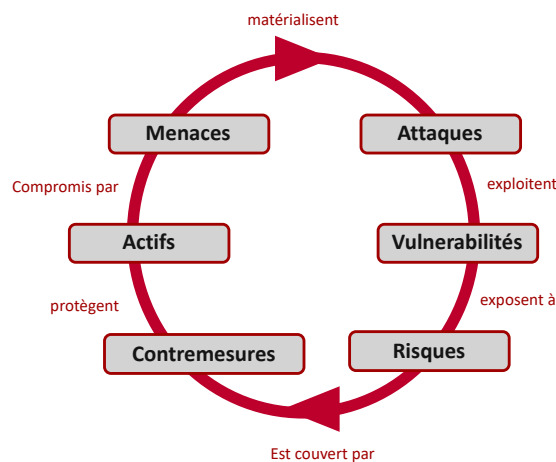 matérialisent
Menaces
Attaques
Compromis par
exploitent
Actifs
Vulnerabilités
protègent
exposent à
Contremesures
Risques
Est couvert par